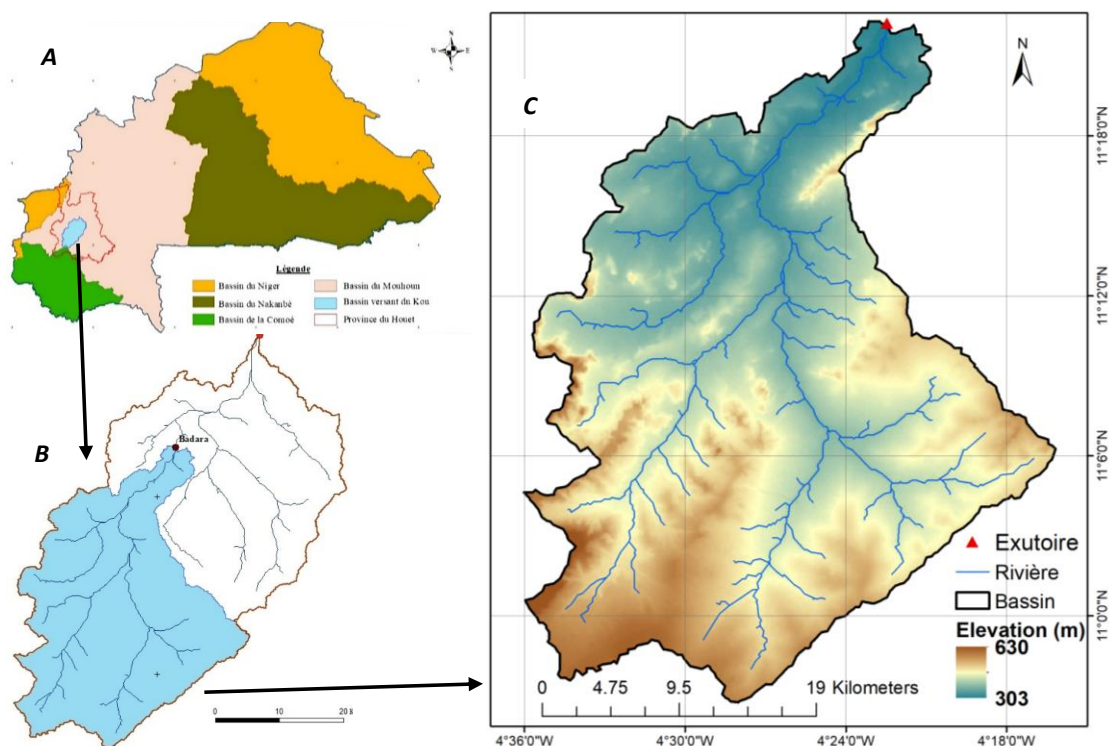 A
N
W
E
S
Légende
Bassin du Niger
Bassin du Mouhoum
Bassin du Nakanbé
Bassin versant du Kou
Bassin de la Comoé
Province du Houet
B
Badara
0 10 20
C
N
11°18'0"N
11°12'0"N
11°6'0"N
11°0'0"N
Exutoire
Rivière
Bassin
Elevation (m)
630
303
0 4.75 9.5 19 Kilometers
4°36'0"W 4°30'0"W 4°24'0"W 4°18'0"W